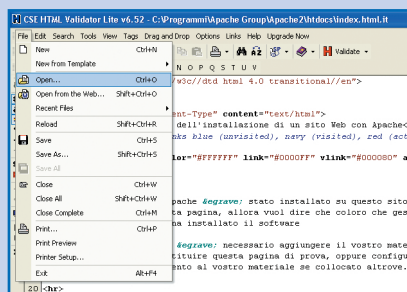 CSE HTML Validator Lite v6.52 - C:\Programmi\Apache Group\Apache2\htdocs\index.html.it
File Edit Search Tools View Tags Drag and Drop Options Links Help Upgrade Now
New Ctrl+N
Validate
New from Template
N O P Q S T U V
Open... Ctrl+O
/w3c//dtd html 4.0 transitional//en">
Open from the Web... Shift+Ctrl+O
Recent Files
ent-Type" content="text/html">
Reload Shift+Ctrl+R
dell'installazione di un sito Web con Apache<
nks blue (unvisited), navy (visited), red (act
Save Ctrl+S
Save As... Shift+Ctrl+S
lor="#FFFFFF" link="#0000FF" vlink="#000080" a
Save All
Close Ctrl+W
Close All Shift+Ctrl+W
pache &egrave; stato installato su questo sito
Close Complete Ctrl+M
ta pagina, allora vuol dire che coloro che ges
na installato il software
Print... Ctrl+P
Print Preview
&egrave; necessario aggiungere il vostro mate
Printer Setup...
tituire questa pagina di prova, oppure configu
Exit Alt+F4
ento al vostro materiale se collocato altrove.
20 <hr>